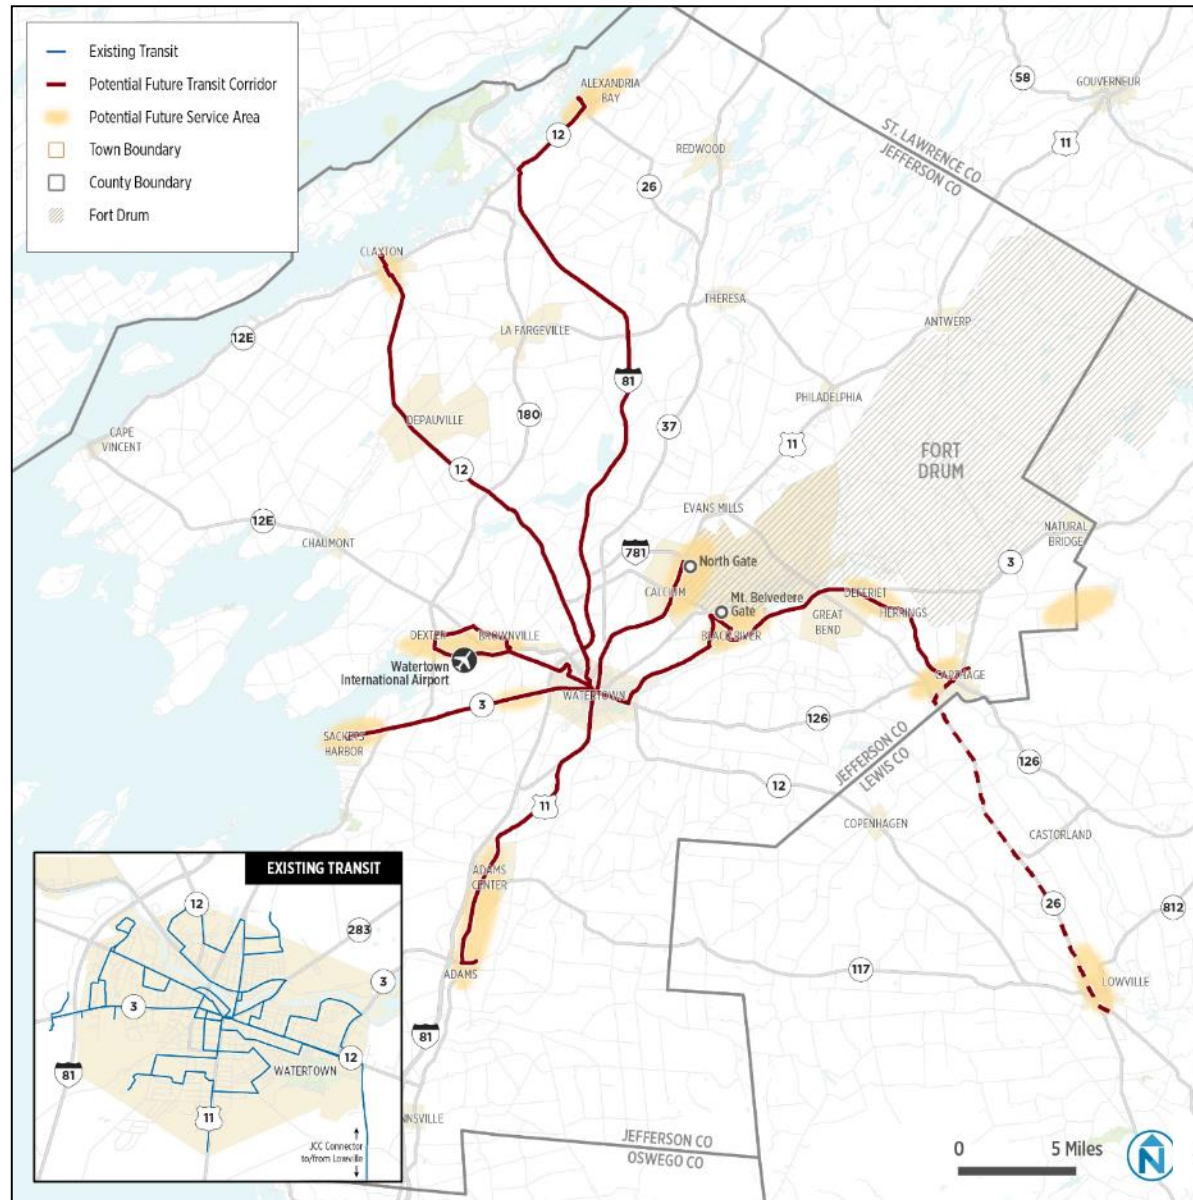 Existing Transit
Potential Future Transit Corridor
Potential Future Service Area
Town Boundary
County Boundary
Fort Drum
ALEXANDRIA
BAY
58
GOUVERNEUR
12
REDWOOD
ST. LAWRENCE CO
JEFFERSON CO
11
26
CLAXTON
THERESA
LA FARGEVILLE
ANTWERP
12E
81
PHILADELPHIA
DEPAUVILLE
180
37
11
CAPE
VINCENT
12
FORT
DRUM
EVANS MILLS
12E
CHAUMONT
781
NATURAL
BRIDGE
North Gate
3
CALCIUM
Mt. Belvedere
Gate
DEFERIET
HERRINGS
GREAT
BEND
DEXTER
BROWNVILLE
BLACK RIVER
Watertown
International Airport
CARTHAGE
WATERTOWN
3
126
SACKETS
HARBOR
JEFFERSON CO
LEWIS CO
126
12
11
COPENHAGEN
CASTORLAND
ADAMS
CENTER
26
812
ADAMS
117
LOWVILLE
81
NNSVILLE
JEFFERSON CO
OSWEGO CO
0 5 Miles
N
EXISTING TRANSIT
12
283
3
3
12
81
WATERTOWN
11
JCC Connector
to/from Lowville